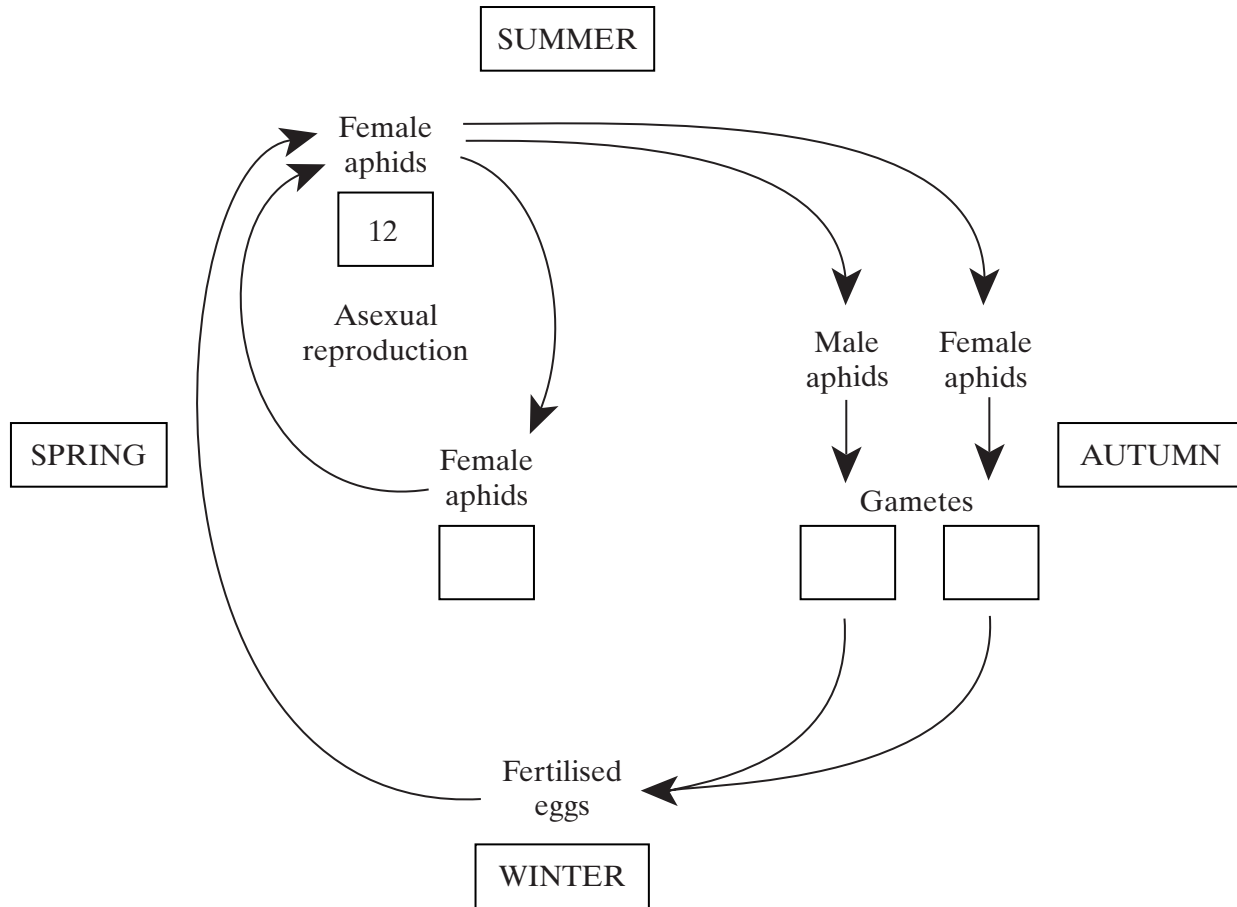 SUMMER
Female
aphids
12
Asexual
reproduction
Male
aphids
Female
aphids
SPRING
Female
aphids
AUTUMN
Gametes
Fertilised
eggs
WINTER